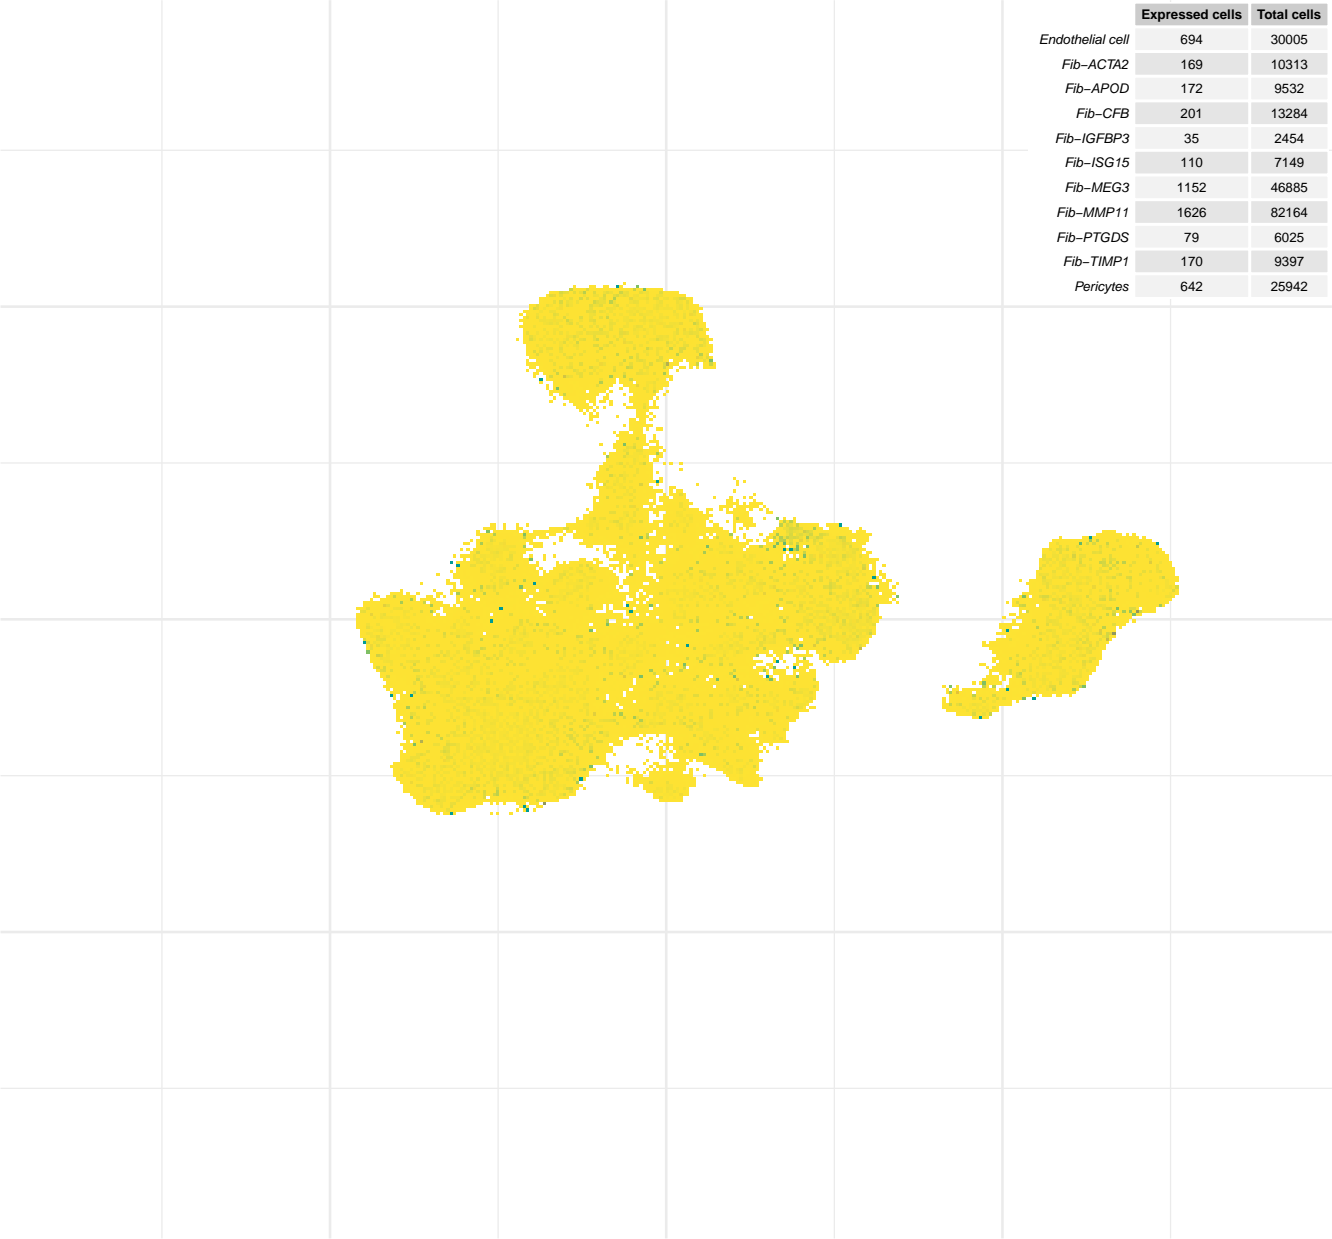 Expressed cells Total cells
Endothelial cell 694 30005
Fib−ACTA2 169 10313
Fib−APOD 172 9532
Fib−CFB 201 13284
Fib−IGFBP3 35 2454
Fib−ISG15 110 7149
Fib−MEG3 1152 46885
Fib−MMP11 1626 82164
Fib−PTGDS 79 6025
Fib−TIMP1 170 9397
Pericytes 642 25942